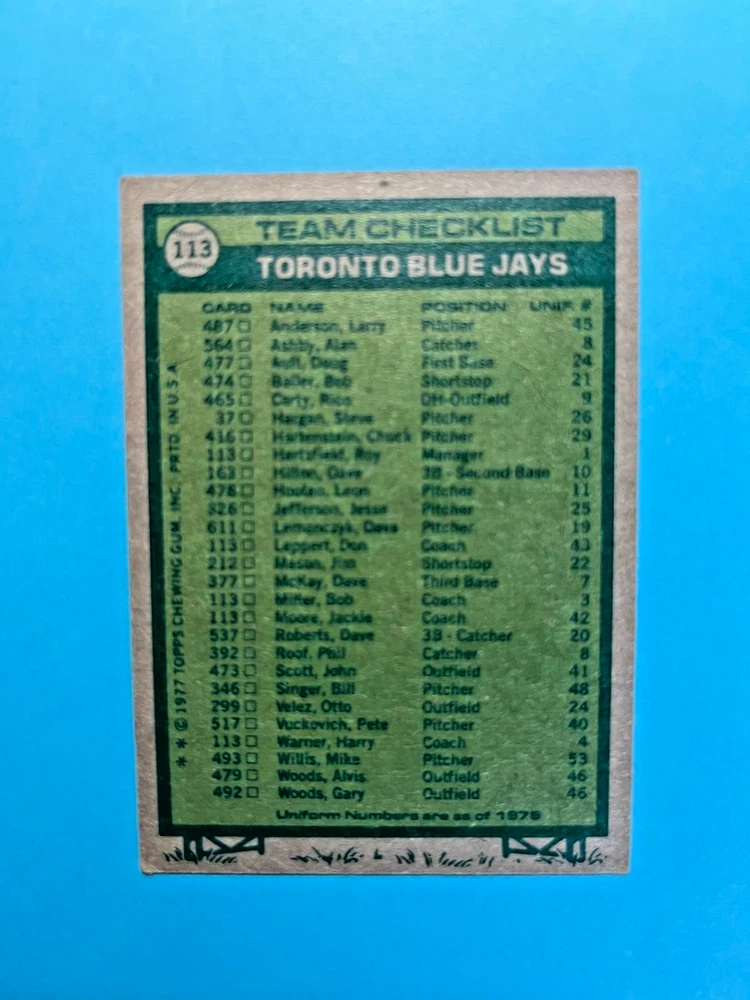 113
TEAM CHECKLIST
TORONTO BLUE JAYS
CARD NAME POSITION UNIF. #
487 Anderson, Larry Pitcher 45
564 Ashby, Alan Catcher 8
477 Ault, Doug First Base 24
474 Bailor, Bob Shortstop 21
465 Carty, Rico DH-Outfield 9
37 Hargan, Steve Pitcher 26
416 Hartenstein, Chuck Pitcher 29
113 Hartsfield, Roy Manager 1
163 Hilton, Dave 3B - Second Base 10
478 Hooten, Leon Pitcher 11
326 Jefferson, Jesse Pitcher 25
611 Lemanczyk, Dave Pitcher 19
113 Leppert, Don Coach 43
212 Mason, Jim Shortstop 22
377 McKay, Dave Third Base 7
113 Miller, Bob Coach 3
113 Moore, Jackie Coach 42
537 Roberts, Dave 3B - Catcher 20
392 Roof, Phil Catcher 8
473 Scott, John Outfield 41
346 Singer, Bill Pitcher 48
299 Velez, Otto Outfield 24
517 Vuckovich, Pete Pitcher 40
113 Warner, Harry Coach 4
493 Willis, Mike Pitcher 53
479 Woods, Alvis Outfield 46
492 Woods, Gary Outfield 46
Uniform Numbers are as of 1976
* * © 1977 TOPPS CHEWING GUM, INC. PRTD. IN U.S.A.